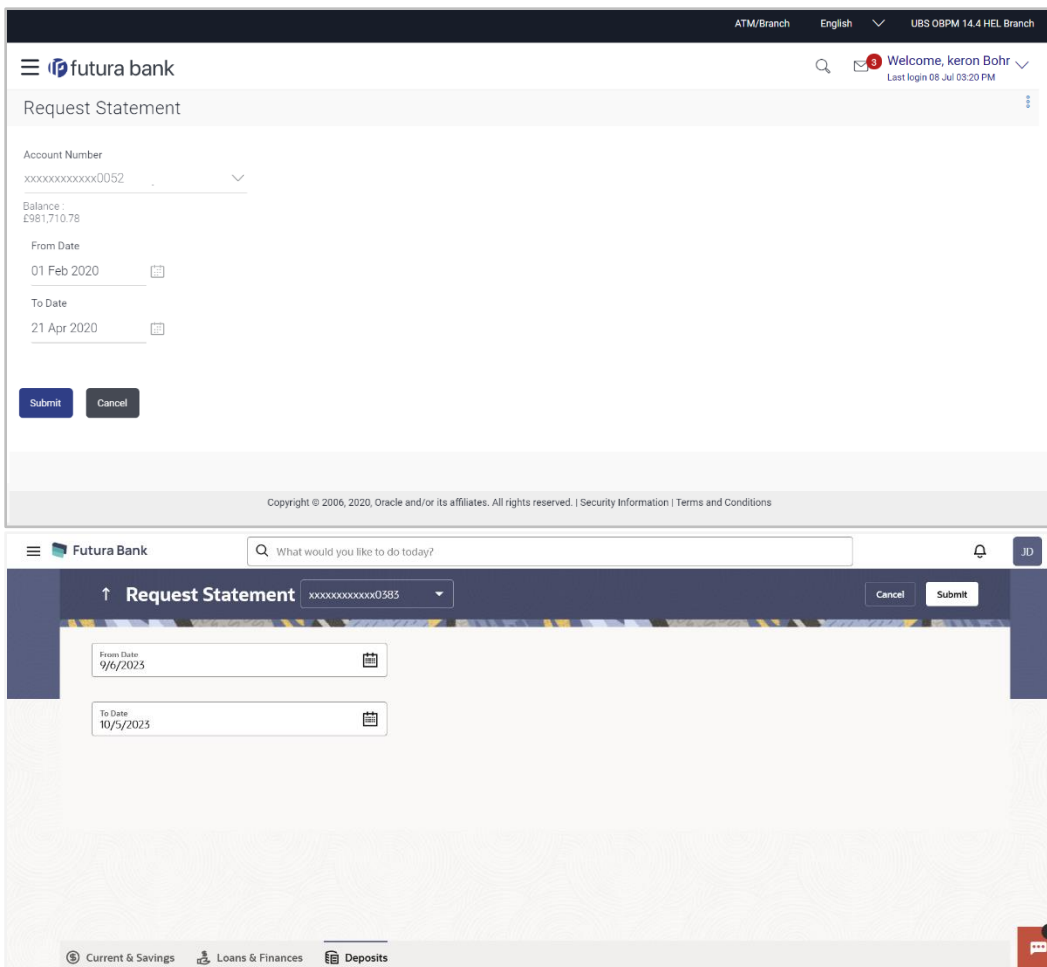 ATM/Branch English UBS OBPM 14.4 HEL Branch
futura bank
3
Welcome, keron Bohr
Last login 08 Jul 03:20 PM
Request Statement
Account Number
xxxxxxxxxxxx0052
Balance :
£981,710.78
From Date
01 Feb 2020
To Date
21 Apr 2020
Submit Cancel
Copyright © 2006, 2020, Oracle and/or its affiliates. All rights reserved. | Security Information | Terms and Conditions
Futura Bank What would you like to do today? JD
Request Statement xxxxxxxxxxxx0383 Cancel Submit
From Date
9/6/2023
To Date
10/5/2023
Current & Savings Loans & Finances Deposits